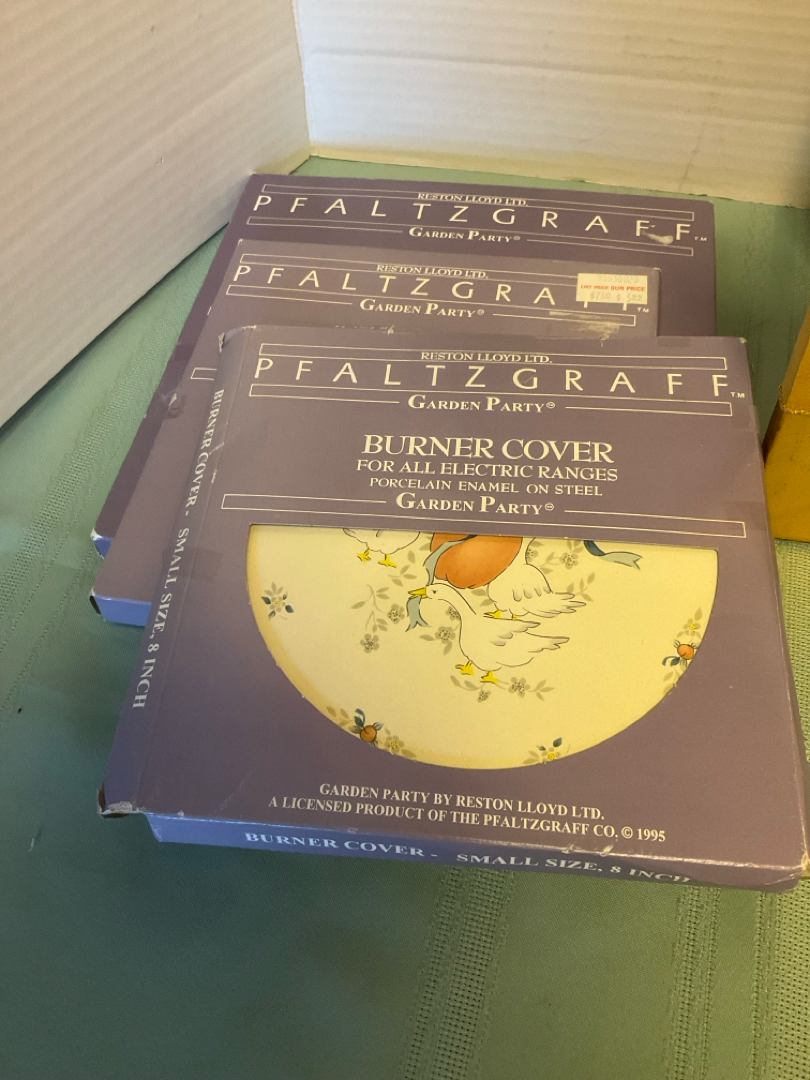 RESTON LLOYD LTD.
PFALTZGRAFF™
GARDEN PARTY®
RESTON LLOYD LTD.
PFALTZGRA
™
LIST PRICE OUR PRICE
GARDEN PARTY®
RESTON LLOYD LTD.
PFALTZGRAFF™
GARDEN PARTY
BURNER COVER
FOR ALL ELECTRIC RANGES
PORCELAIN ENAMEL ON STEEL
GARDEN PARTY
BURNER COVER - SMALL SIZE, 8 INCH
GARDEN PARTY BY RESTON LLOYD LTD.
A LICENSED PRODUCT OF THE PFALTZGRAFF CO. © 1995
BURNER COVER - SMALL SIZE, 8 INCH